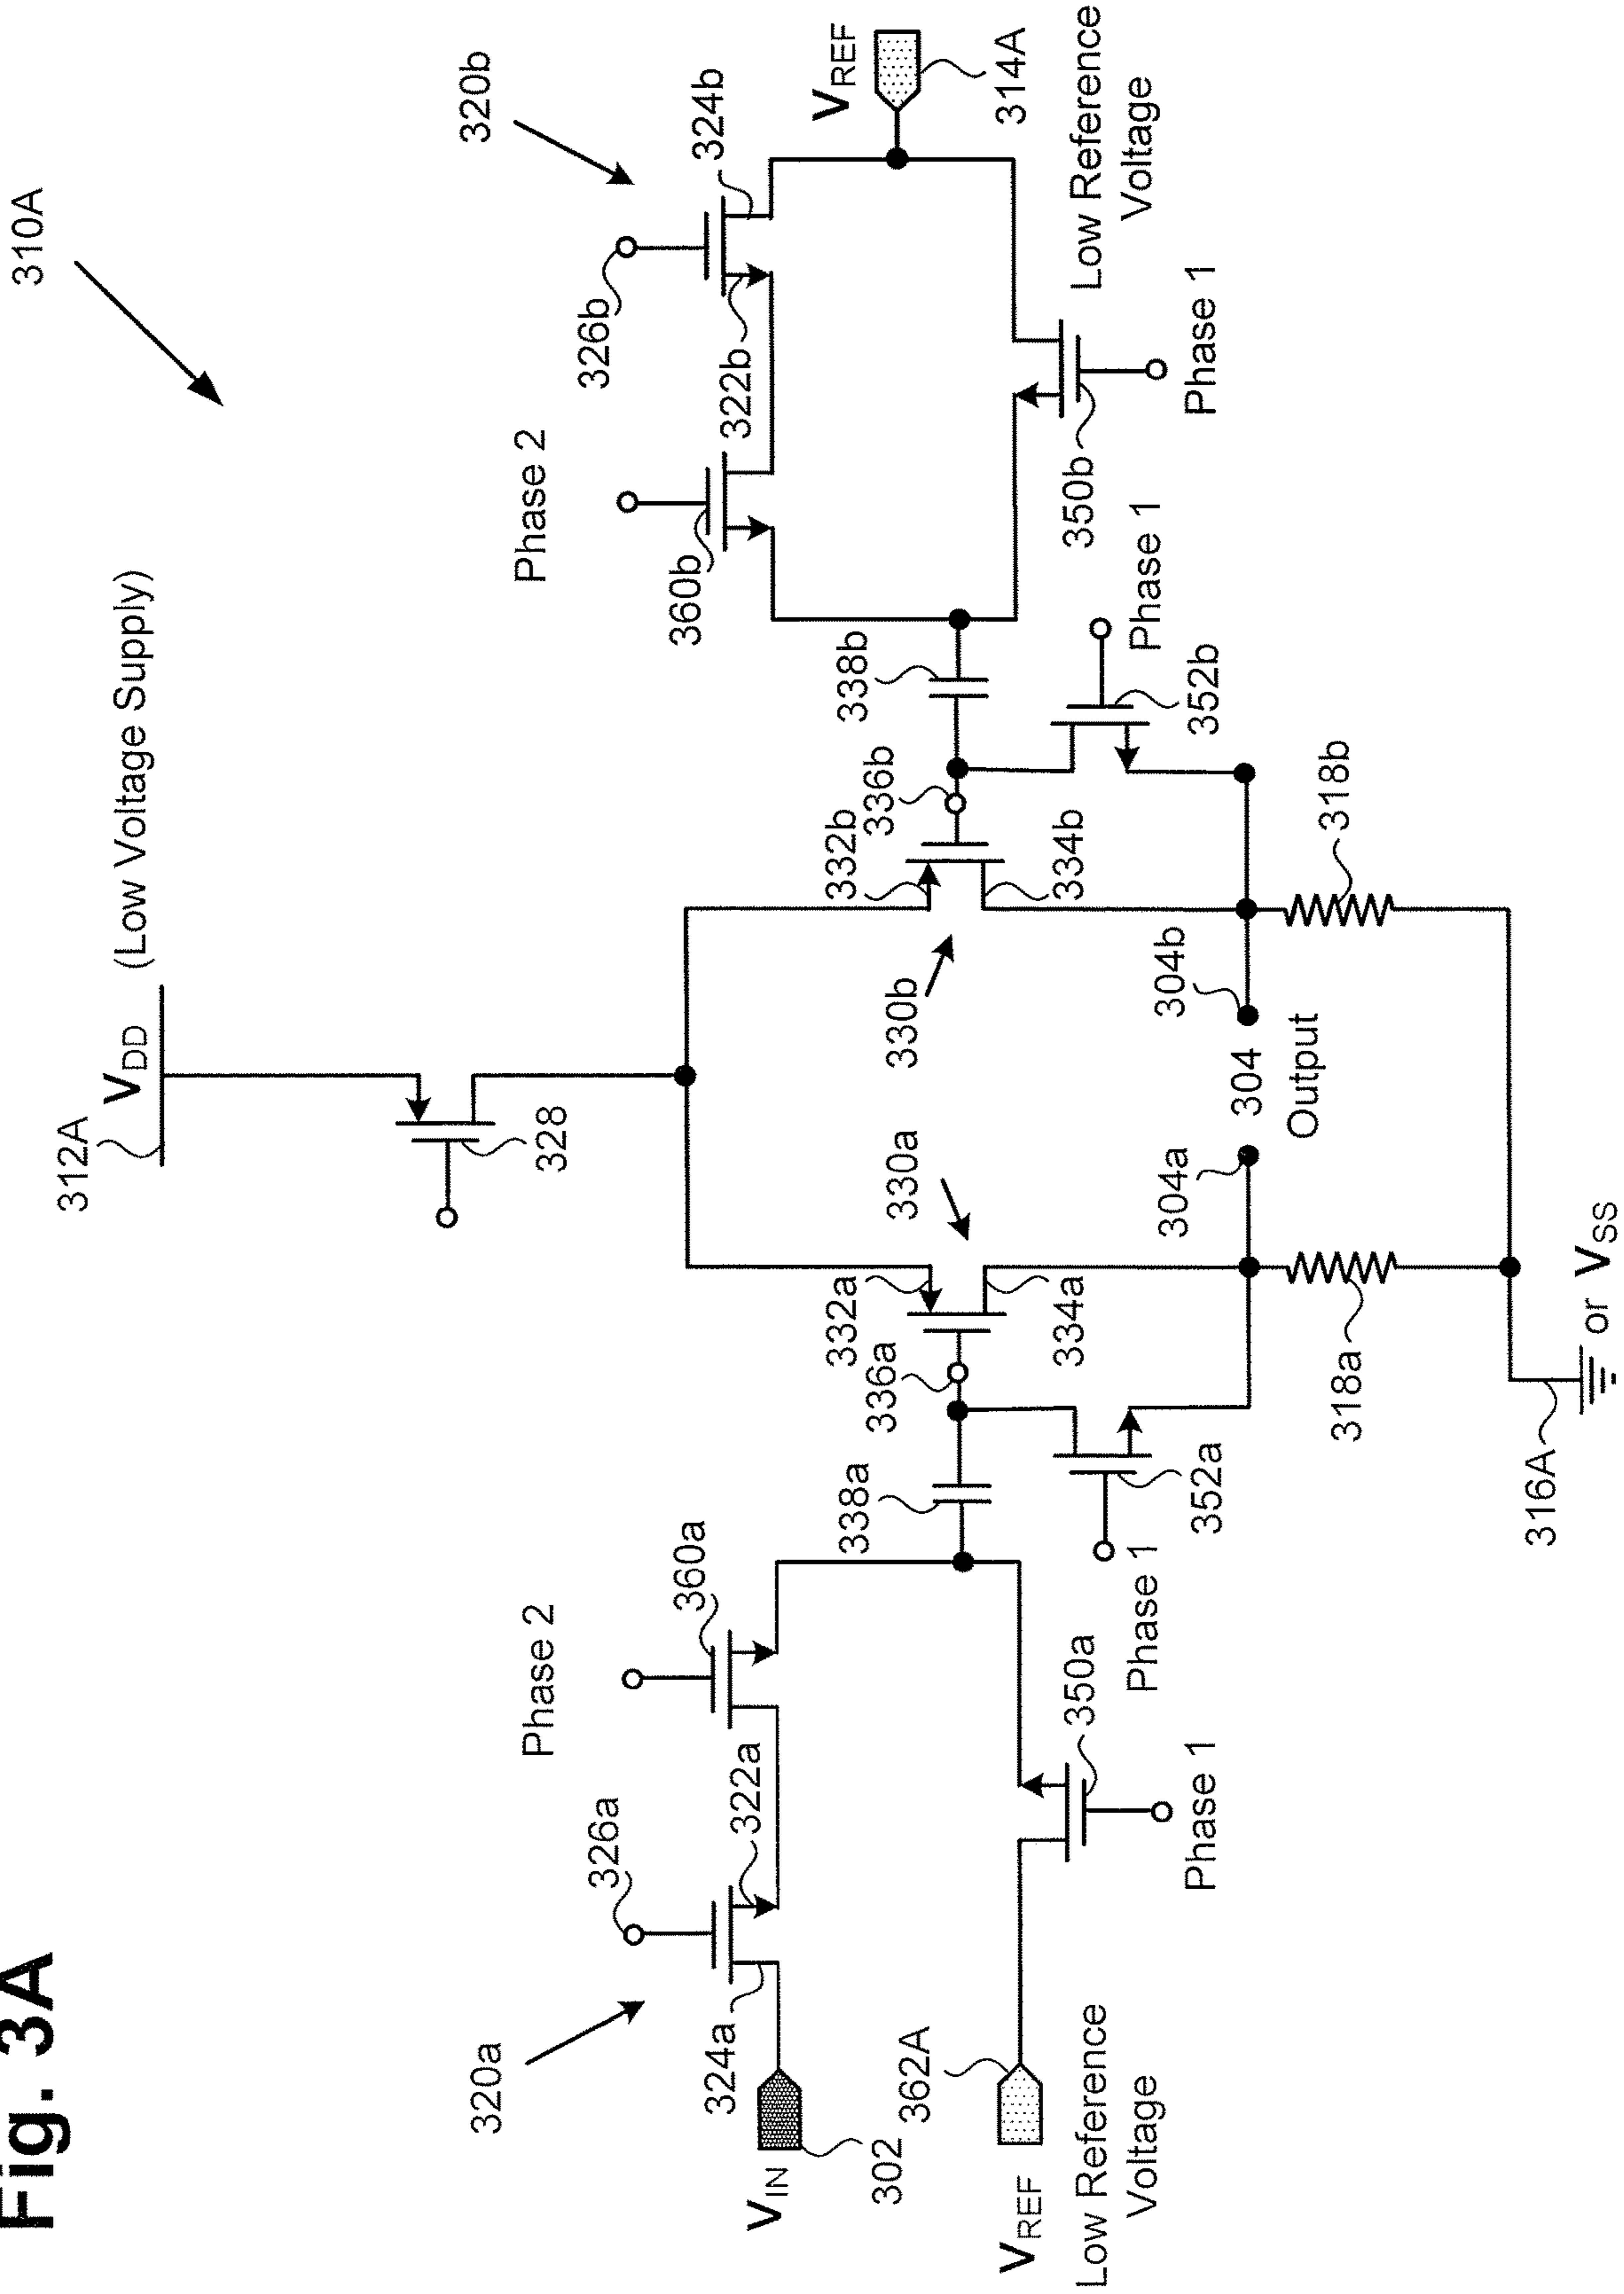 Fig. 3A
310A
312A
V_DD (Low Voltage Supply)
328
320a
326a
324a
322a
Phase 2
360a
V_IN
302
362A
V_REF
Low Reference
Voltage
350a
Phase 1
338a
336a
332a
334a
330a
352a
Phase 1
304a
304
Output
304b
318a
316A
or V_SS
318b
330b
332b
336b
334b
338b
352b
Phase 1
Phase 2
360b
322b
326b
324b
320b
V_REF
314A
Low Reference
Voltage
350b
Phase 1